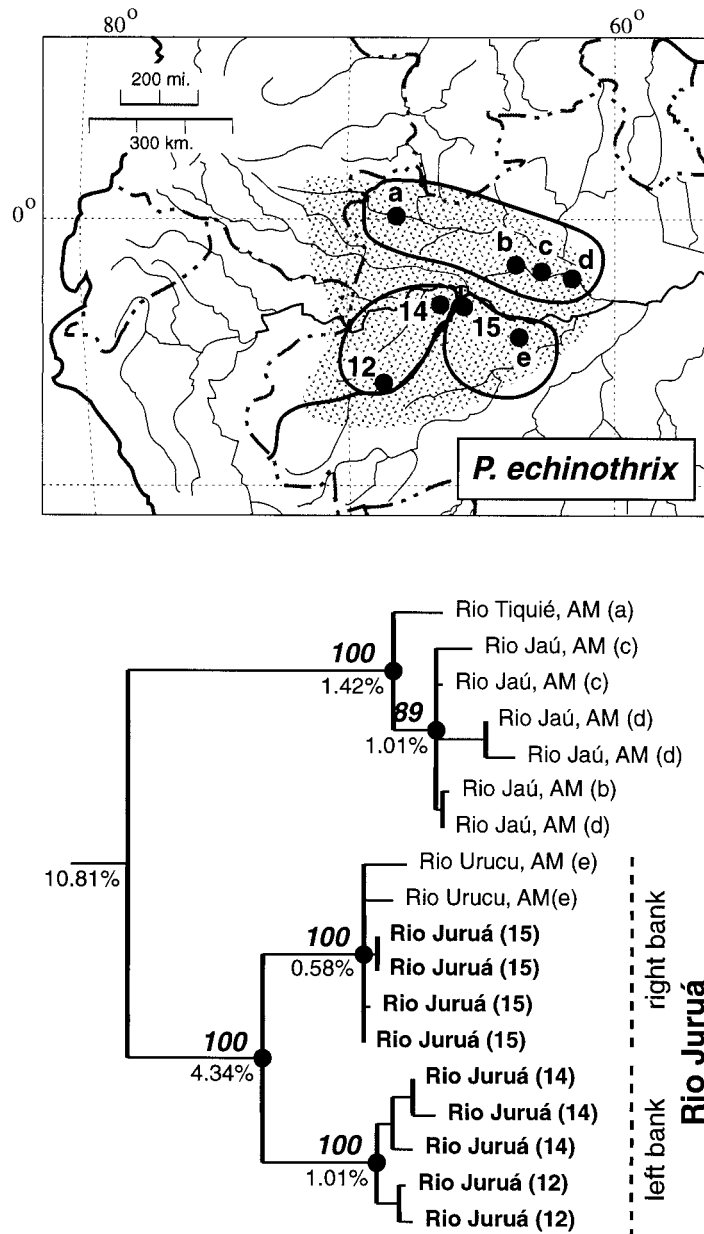 80° 60°
200 mi.
300 km.
0°
a
b c d
14 15
e
12
P. echinothrix
Rio Tiquié, AM (a)
100
1.42%
Rio Jaú, AM (c)
Rio Jaú, AM (c)
89
1.01%
Rio Jaú, AM (d)
Rio Jaú, AM (d)
Rio Jaú, AM (b)
Rio Jaú, AM (d)
10.81%
Rio Urucu, AM (e)
Rio Urucu, AM(e)
100
0.58%
Rio Juruá (15)
Rio Juruá (15)
Rio Juruá (15)
Rio Juruá (15)
right bank
100
4.34%
Rio Juruá (14)
Rio Juruá (14)
Rio Juruá (14)
100
1.01%
Rio Juruá (12)
Rio Juruá (12)
left bank
Rio Juruá